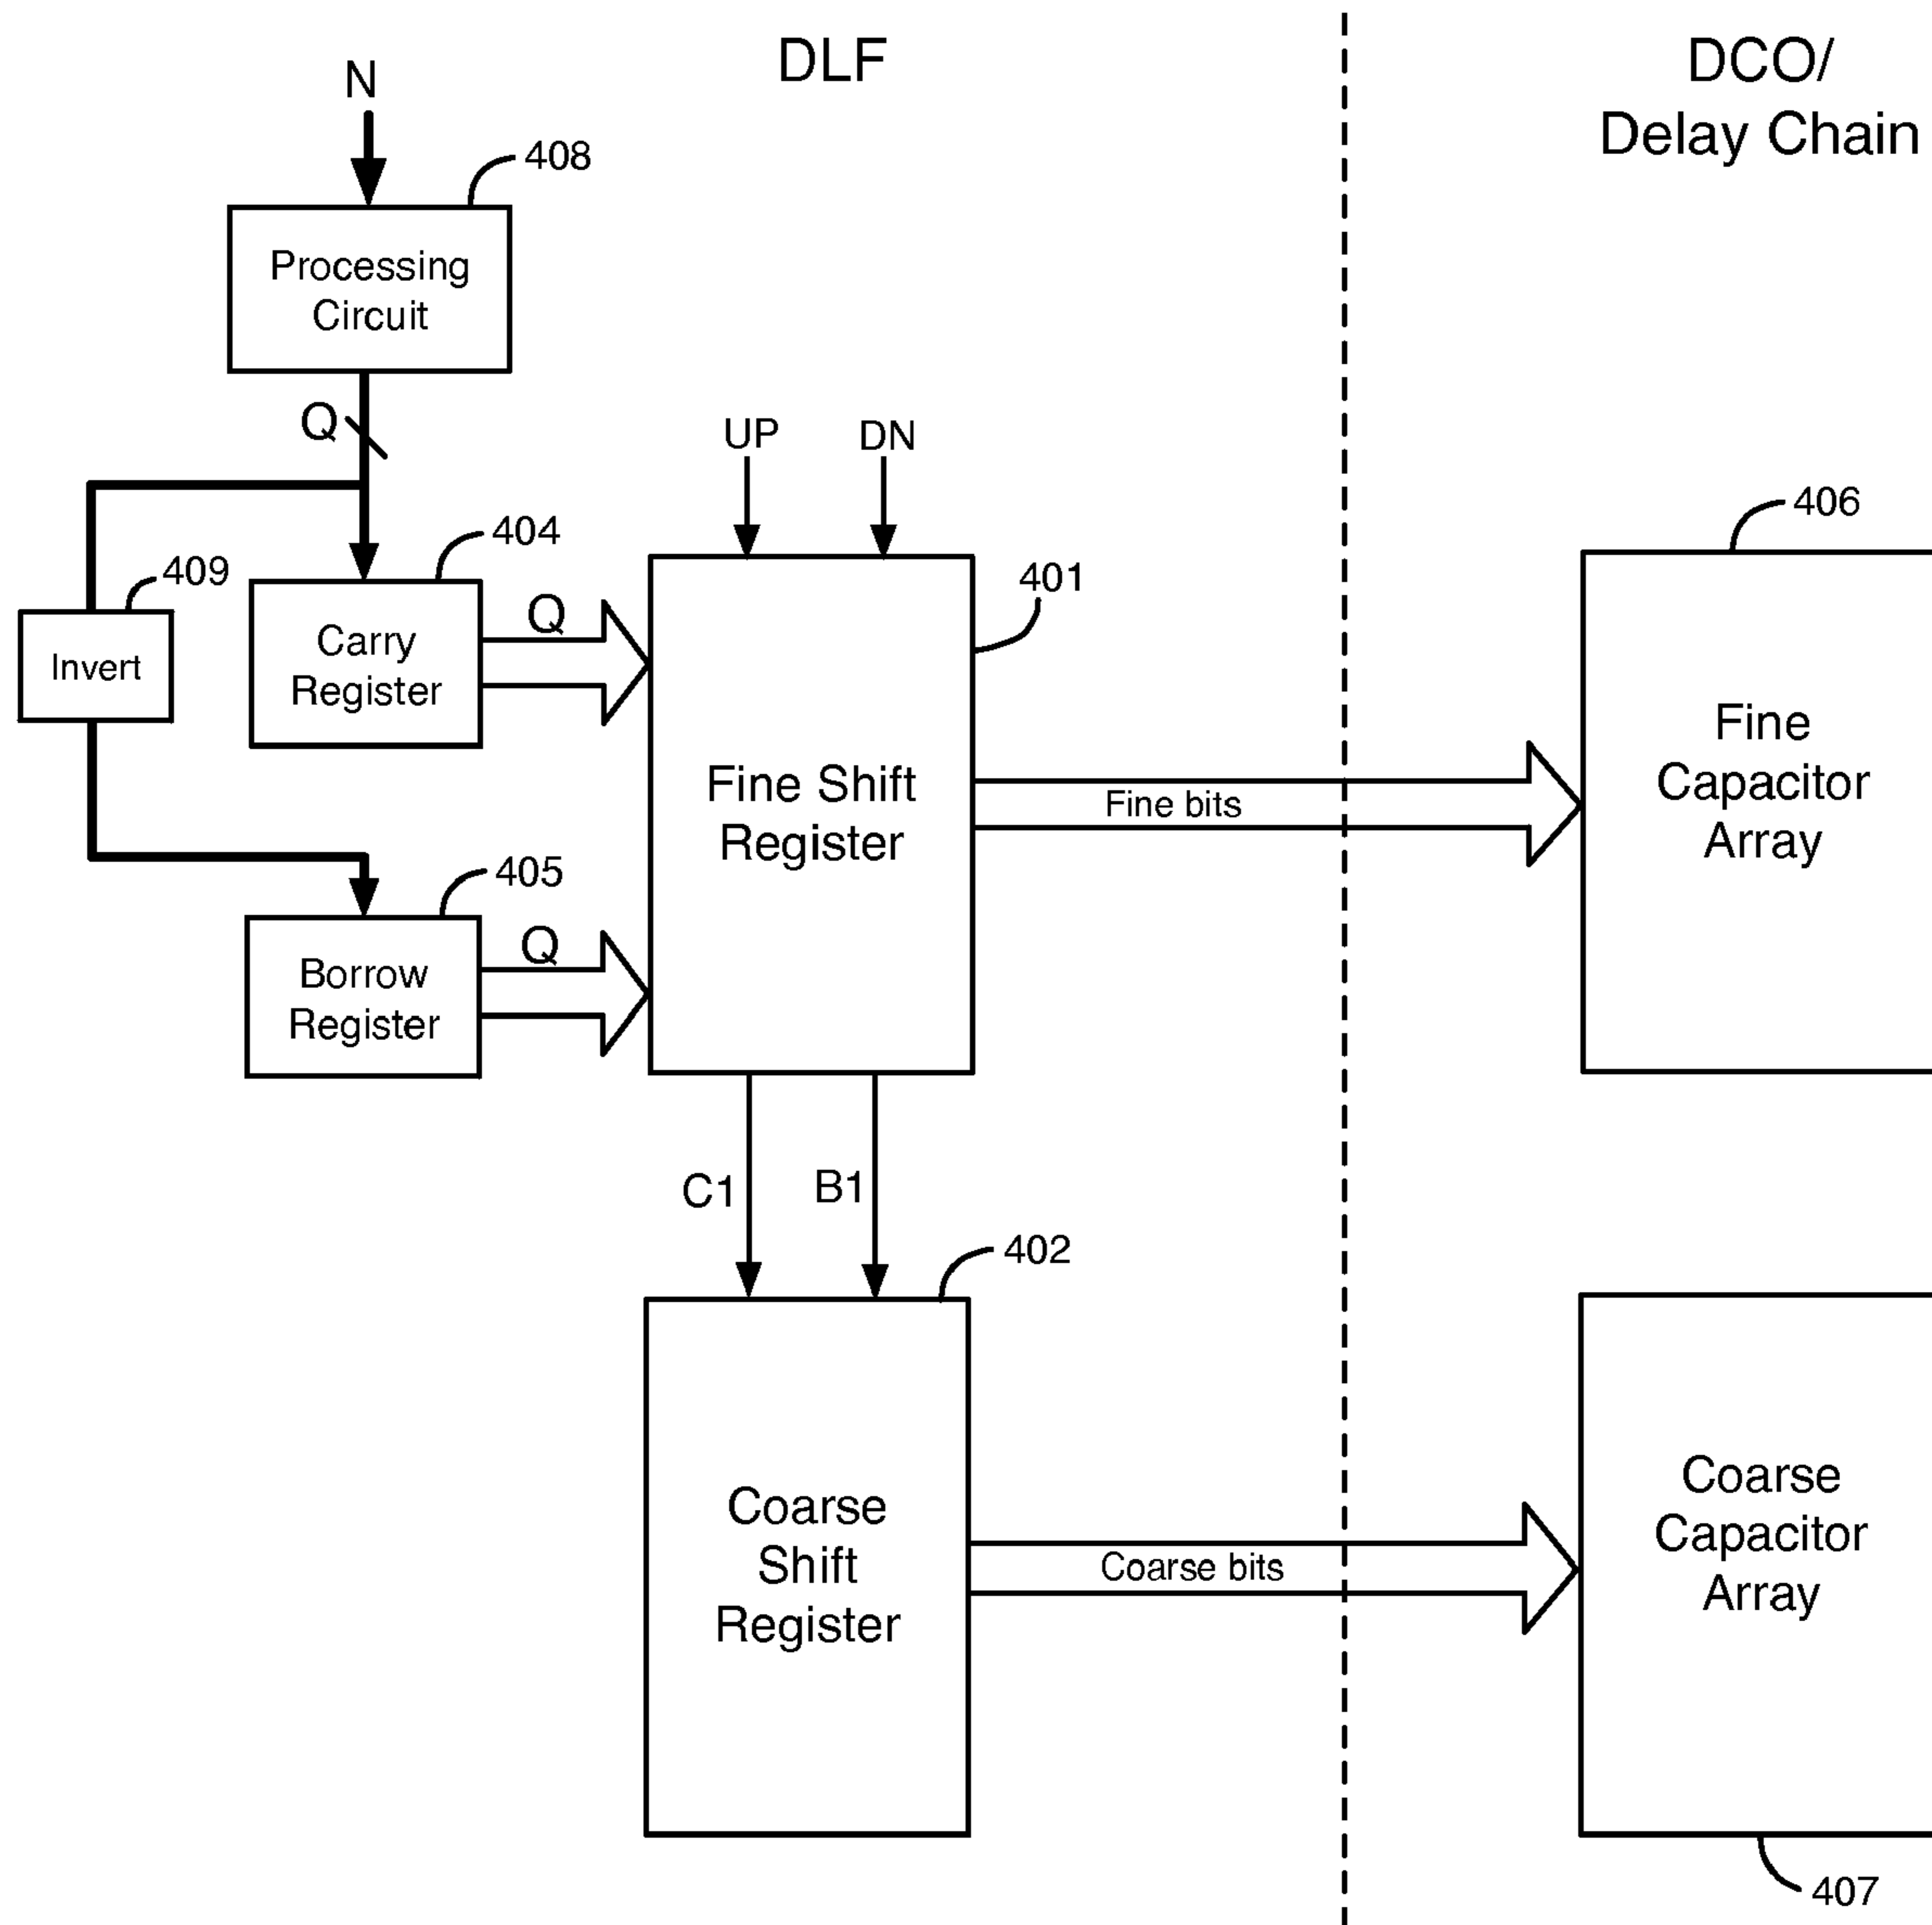 DLF
DCO/
Delay Chain
N
408
Processing
Circuit
Q
UP
DN
404
409
Invert
Carry
Register
Q
401
406
Fine Shift
Register
Fine bits
Fine
Capacitor
Array
405
Borrow
Register
Q
C1
B1
402
Coarse
Shift
Register
Coarse bits
Coarse
Capacitor
Array
407